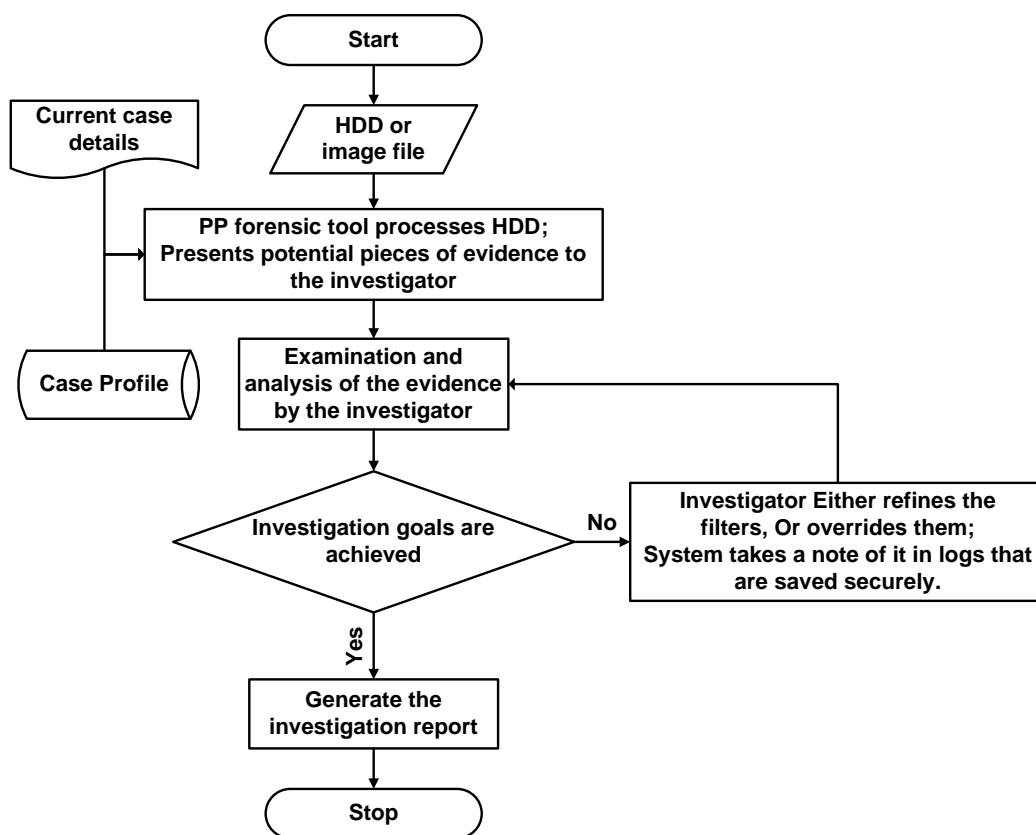 Start
HDD or
image file
Current case
details
PP forensic tool processes HDD;
Presents potential pieces of evidence to
the investigator
Case Profile
Examination and
analysis of the evidence
by the investigator
Investigation goals are
achieved
No
Investigator Either refines the
filters, Or overrides them;
System takes a note of it in logs that
are saved securely.
Yes
Generate the
investigation report
Stop